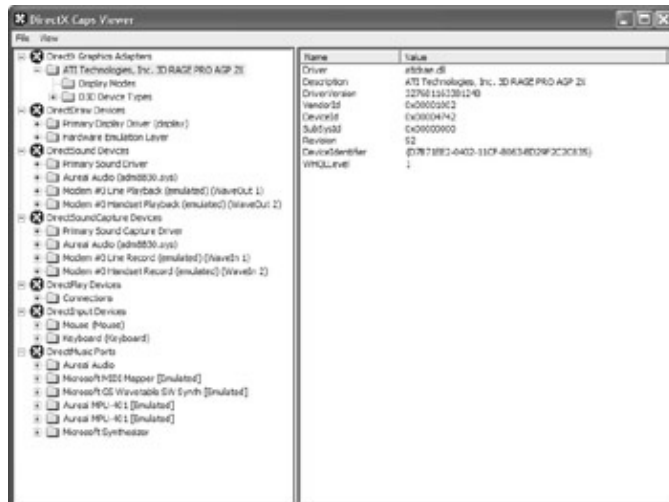 DirectX Caps Viewer
File View
DirectX Graphics Adapters
ATI Technologies, Inc. 3D RAGE PRO AGP 2X
Display Modes
D3D Device Types
DirectDraw Devices
Primary Display Driver (display)
Hardware Emulation Layer
DirectSound Devices
Primary Sound Driver
Aureal Audio (adm8830.sys)
Modem #0 Line Playback (emulated) (WaveOut 1)
Modem #0 Handset Playback (emulated) (WaveOut 2)
DirectSoundCapture Devices
Primary Sound Capture Driver
Aureal Audio (adm8830.sys)
Modem #0 Line Record (emulated) (WaveIn 1)
Modem #0 Handset Record (emulated) (WaveIn 2)
DirectPlay Devices
Connections
DirectInput Devices
Mouse (Mouse)
Keyboard (Keyboard)
DirectMusic Ports
Aureal Audio
Microsoft MIDI Mapper [Emulated]
Microsoft GS Wavetable SW Synth [Emulated]
Aureal MPU-401 [Emulated]
Aureal MPU-401 [Emulated]
Microsoft Synthesizer
Name Value
Driver
Description ATI Technologies, Inc. 3D RAGE PRO AGP 2X
DriverVersion
VendorId 0x00001002
DeviceId 0x00004742
SubSysId 0x00000000
Revision 92
DeviceIdentifier
WHQLLevel 1